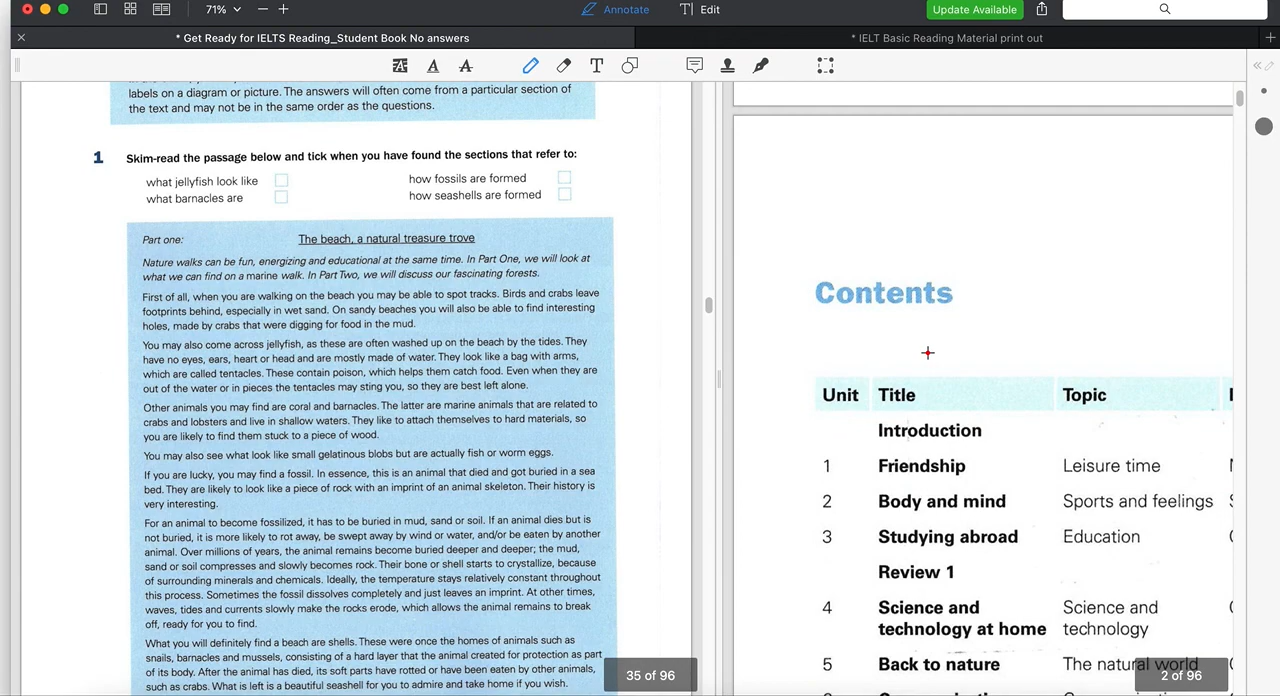 71%
Annotate
Edit
Update Available
* Get Ready for IELTS Reading_Student Book No answers
* IELT Basic Reading Material print out
labels on a diagram or picture. The answers will often come from a particular section of
the text and may not be in the same order as the questions.
1 Skim-read the passage below and tick when you have found the sections that refer to:
what jellyfish look like
how fossils are formed
what barnacles are
how seashells are formed
Part one:
The beach, a natural treasure trove
Nature walks can be fun, energizing and educational at the same time. In Part One, we will look at
what we can find on a marine walk. In Part Two, we will discuss our fascinating forests.
First of all, when you are walking on the beach you may be able to spot tracks. Birds and crabs leave
footprints behind, especially in wet sand. On sandy beaches you will also be able to find interesting
holes, made by crabs that were digging for food in the mud.
You may also come across jellyfish, as these are often washed up on the beach by the tides. They
have no eyes, ears, heart or head and are mostly made of water. They look like a bag with arms,
which are called tentacles. These contain poison, which helps them catch food. Even when they are
out of the water or in pieces the tentacles may sting you, so they are best left alone.
Other animals you may find are coral and barnacles. The latter are marine animals that are related to
crabs and lobsters and live in shallow waters. They like to attach themselves to hard materials, so
you are likely to find them stuck to a piece of wood.
You may also see what look like small gelatinous blobs but are actually fish or worm eggs.
If you are lucky, you may find a fossil. In essence, this is an animal that died and got buried in a sea
bed. They are likely to look like a piece of rock with an imprint of an animal skeleton. Their history is
very interesting.
For an animal to become fossilized, it has to be buried in mud, sand or soil. If an animal dies but is
not buried, it is more likely to rot away, be swept away by wind or water, and/or be eaten by another
animal. Over millions of years, the animal remains become buried deeper and deeper; the mud,
sand or soil compresses and slowly becomes rock. Their bone or shell starts to crystallize, because
of surrounding minerals and chemicals. Ideally, the temperature stays relatively constant throughout
this process. Sometimes the fossil dissolves completely and just leaves an imprint. At other times,
waves, tides and currents slowly make the rocks erode, which allows the animal remains to break
off, ready for you to find.
What you will definitely find a beach are shells. These were once the homes of animals such as
snails, barnacles and mussels, consisting of a hard layer that the animal created for protection as part
of its body. After the animal has died, its soft parts have rotted or have been eaten by other animals,
such as crabs. What is left is a beautiful seashell for you to admire and take home if you wish.
35 of 96
Contents
Unit Title Topic
Introduction
1 Friendship Leisure time
2 Body and mind Sports and feelings
3 Studying abroad Education
Review 1
4 Science and Science and
technology at home technology
5 Back to nature The natural world
2 of 96